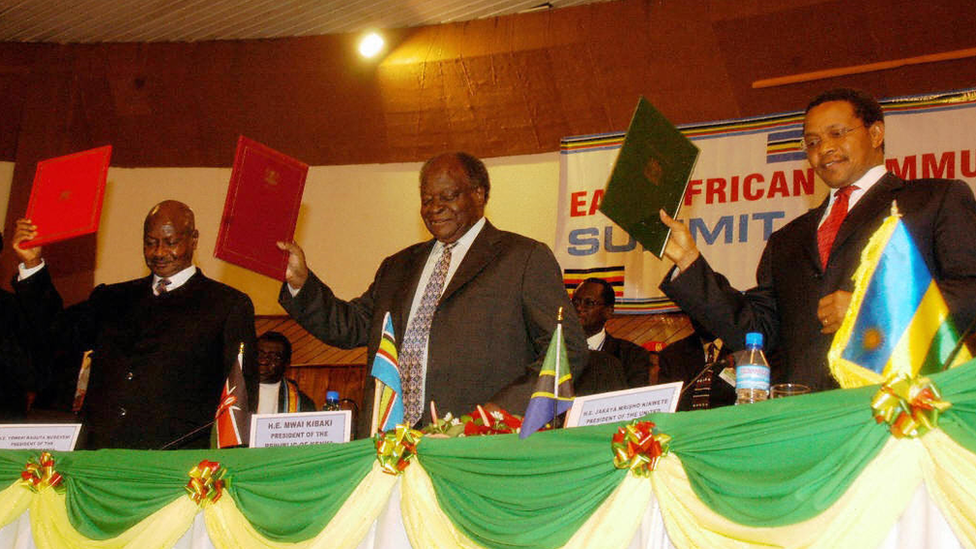 EAST AFRICAN COMMU
SUMMIT
H.E. YOWERI KAGUTA MUSEVENI
PRESIDENT OF THE
H.E. MWAI KIBAKI
PRESIDENT OF THE
REPUBLIC OF KENYA
H.E. JAKAYA MRISHO KIKWETE
PRESIDENT OF THE UNITED